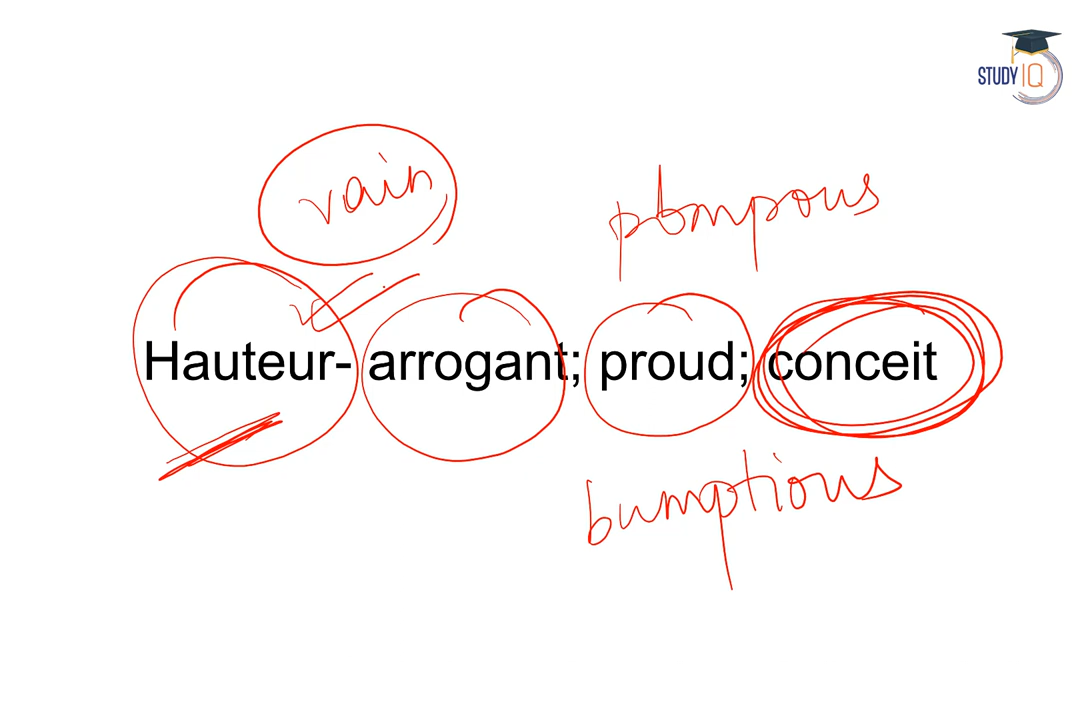 STUDY IQ
vain
pompous
Hauteur- arrogant; proud; conceit
bumptious